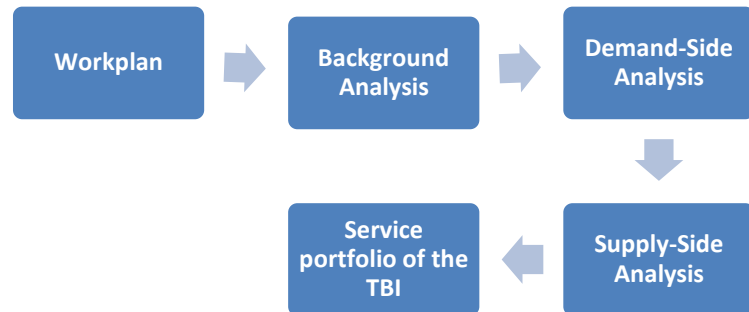 Workplan
Background
Analysis
Demand-Side
Analysis
Supply-Side
Analysis
Service
portfolio of the
TBI